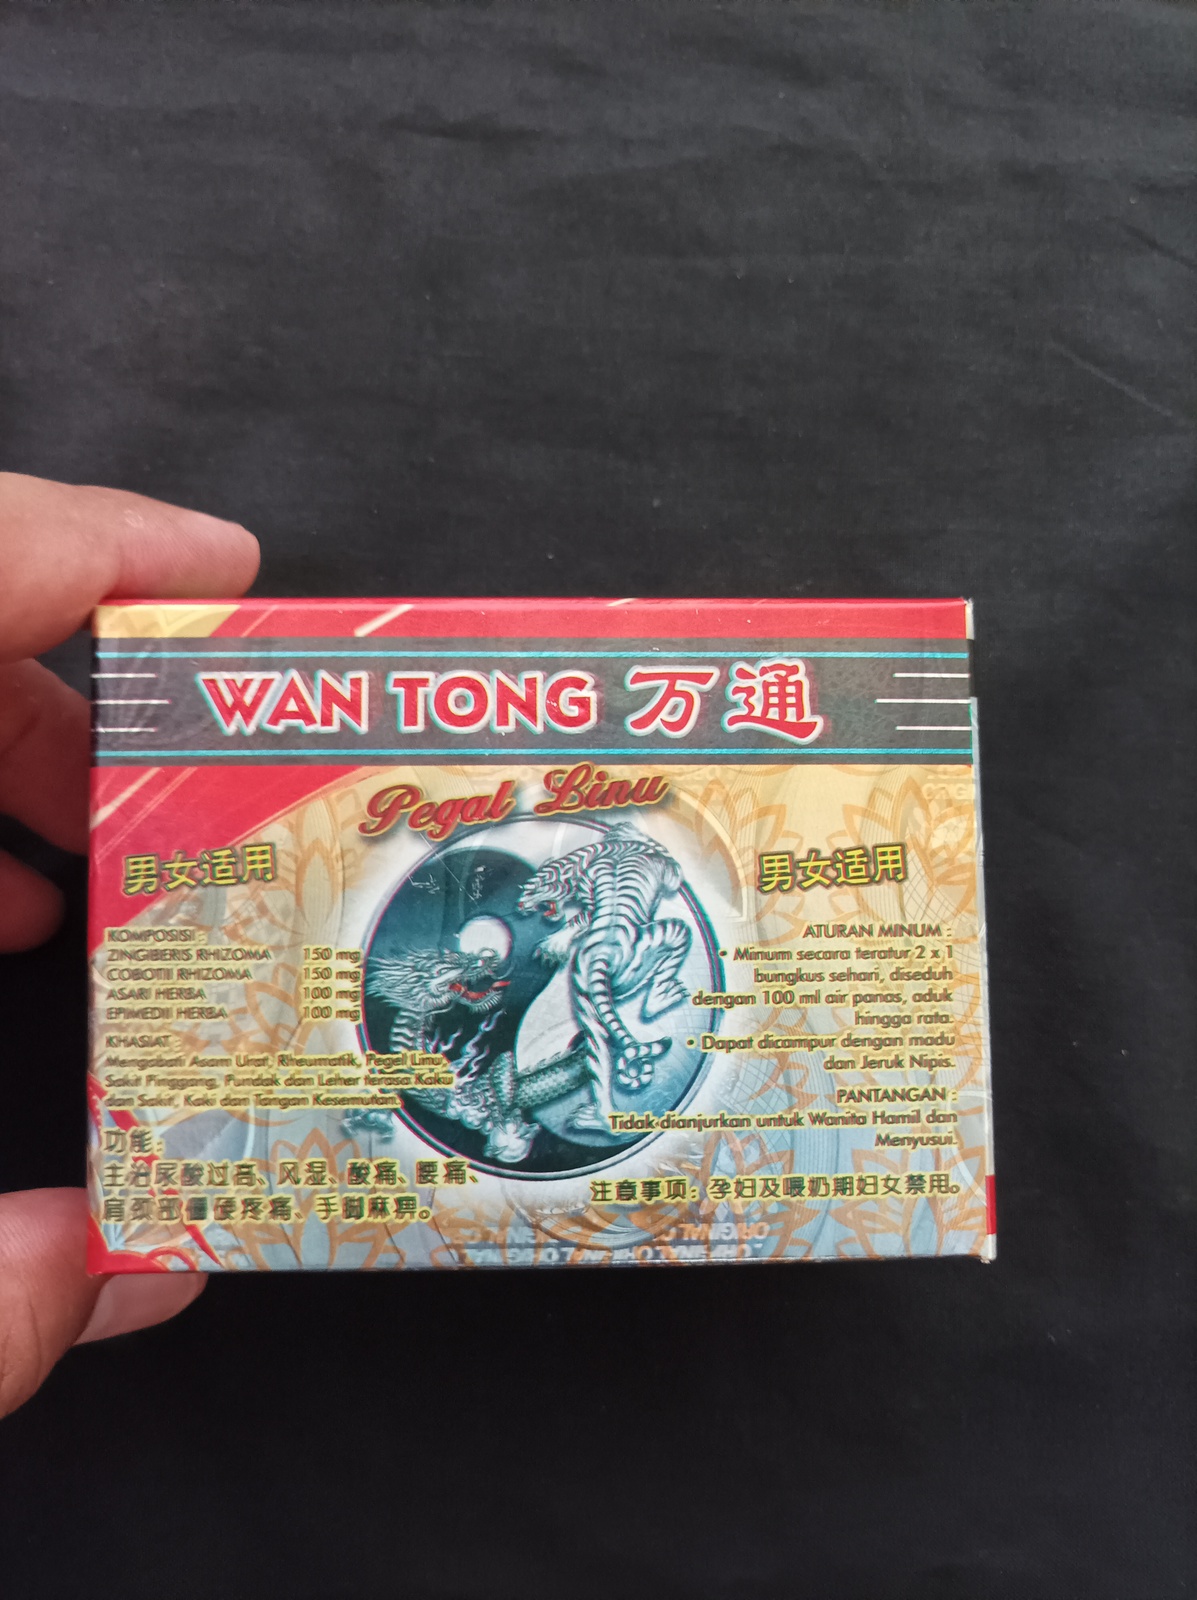 WAN TONG 万通
Pegal Linu
男女适用
男女适用
KOMPOSISI :
ZINGIBERIS RHIZOMA 150 mg
COBOTII RHIZOMA 150 mg
ASARI HERBA 100 mg
EPIMEDII HERBA 100 mg
KHASIAT :
Mengobati Asam Urat, Rheumatik, Pegel Linu,
Sakit Pinggang, Pundak dan Leher terasa Kaku
dan Sakit, Kaki dan Tangan Kesemutan.
功能:
主治尿酸过高、风湿、酸痛、腰痛、
肩颈部僵硬疼痛、手脚麻痹。
ATURAN MINUM :
• Minum secara teratur 2 x 1
bungkus sehari, diseduh
dengan 100 ml air panas, aduk
hingga rata.
• Dapat dicampur dengan madu
dan Jeruk Nipis.
PANTANGAN :
Tidak dianjurkan untuk Wanita Hamil dan
Menyusui.
注意事项: 孕妇及喂奶期妇女禁用。
ORIGINAL